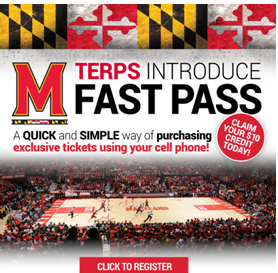 M
TERPS INTRODUCE
FAST PASS
A QUICK and SIMPLE way of purchasing
exclusive tickets using your cell phone!
CLAIM
YOUR $10
CREDIT
TODAY!
CLICK TO REGISTER